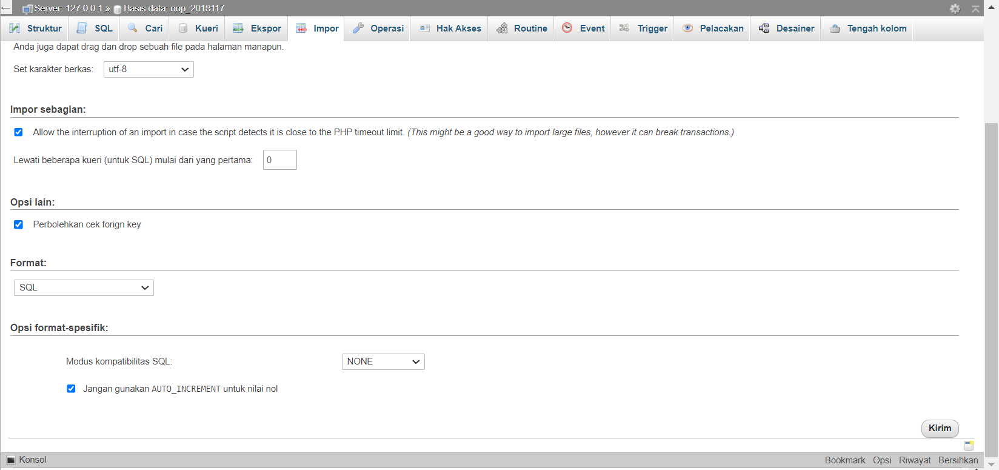 Server: 127.0.0.1 » Basis data: oop_2018117
Struktur SQL Cari Kueri Ekspor Impor Operasi Hak Akses Routine Event Trigger Pelacakan Desainer Tengah kolom
Anda juga dapat drag dan drop sebuah file pada halaman manapun.
Set karakter berkas: utf-8
Impor sebagian:
Allow the interruption of an import in case the script detects it is close to the PHP timeout limit. (This might be a good way to import large files, however it can break transactions.)
Lewati beberapa kueri (untuk SQL) mulai dari yang pertama: 0
Opsi lain:
Perbolehkan cek forign key
Format:
SQL
Opsi format-spesifik:
Modus kompatibilitas SQL: NONE
Jangan gunakan AUTO_INCREMENT untuk nilai nol
Kirim
Konsol Bookmark Opsi Riwayat Bersihkan